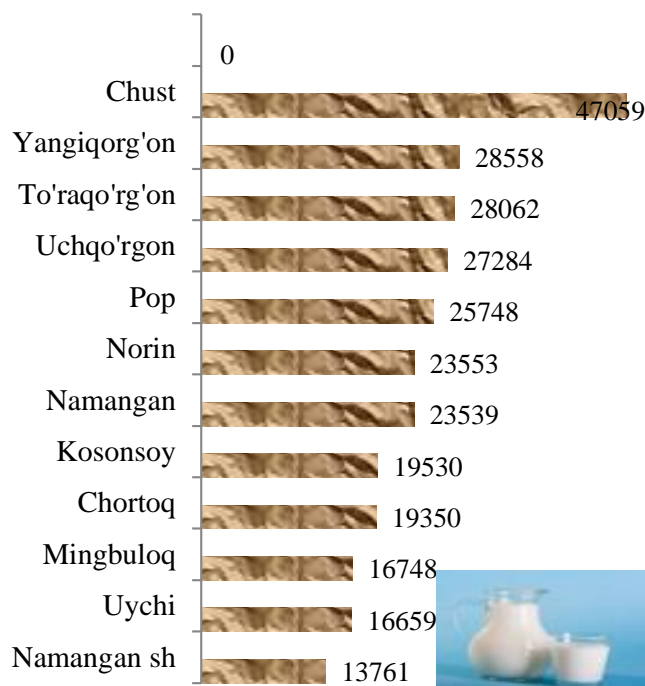 0
Chust 47059
Yangiqorg'on 28558
To'raqo'rg'on 28062
Uchqo'rgon 27284
Pop 25748
Norin 23553
Namangan 23539
Kosonsoy 19530
Chortoq 19350
Mingbuloq 16748
Uychi 16659
Namangan sh 13761